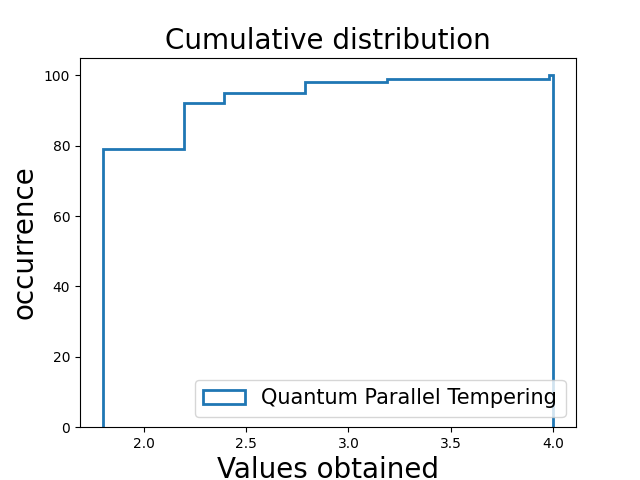 Cumulative distribution
occurrence
100
80
60
40
20
0
Quantum Parallel Tempering
2.0 2.5 3.0 3.5 4.0
Values obtained